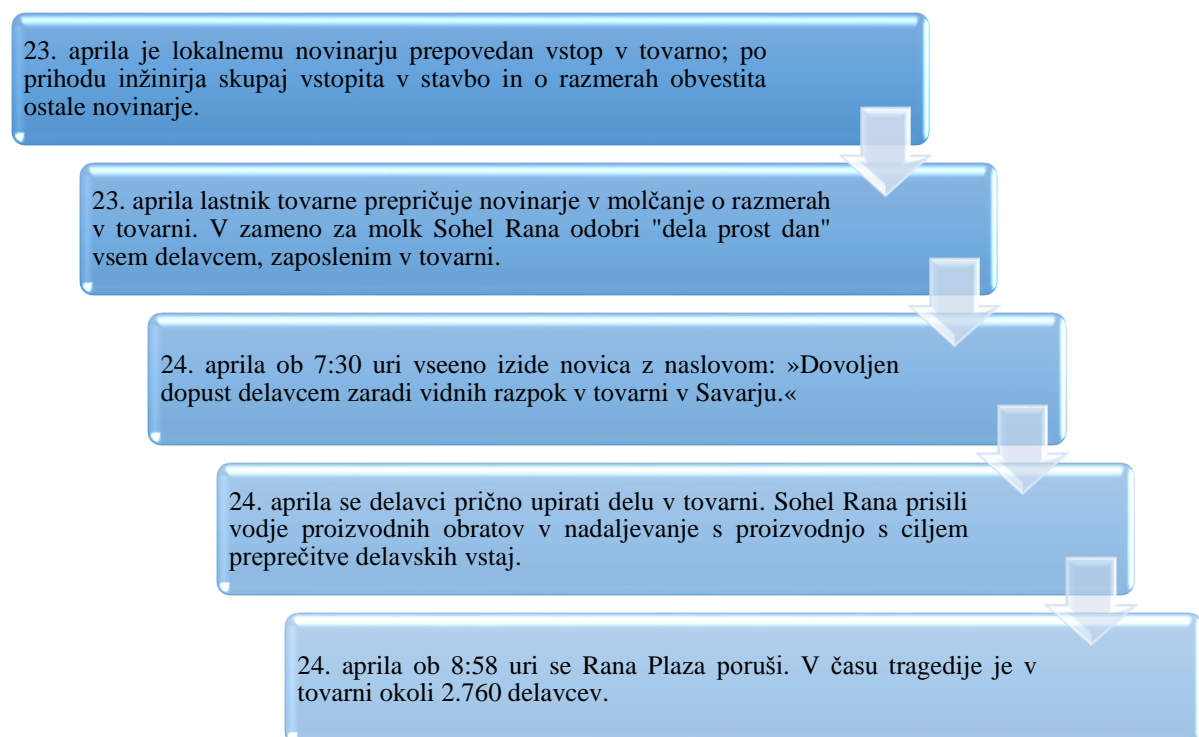 23. aprila je lokalnemu novinarju prepovedan vstop v tovarno; po
prihodu inžinirja skupaj vstopita v stavbo in o razmerah obvestita
ostale novinarje.
23. aprila lastnik tovarne prepričuje novinarje v molčanje o razmerah
v tovarni. V zameno za molk Sohel Rana odobri "dela prost dan"
vsem delavcem, zaposlenim v tovarni.
24. aprila ob 7:30 uri vseeno izide novica z naslovom: »Dovoljen
dopust delavcem zaradi vidnih razpok v tovarni v Savarju.«
24. aprila se delavci prično upirati delu v tovarni. Sohel Rana prisili
vodje proizvodnih obratov v nadaljevanje s proizvodnjo s ciljem
preprečitve delavskih vstaj.
24. aprila ob 8:58 uri se Rana Plaza poruši. V času tragedije je v
tovarni okoli 2.760 delavcev.